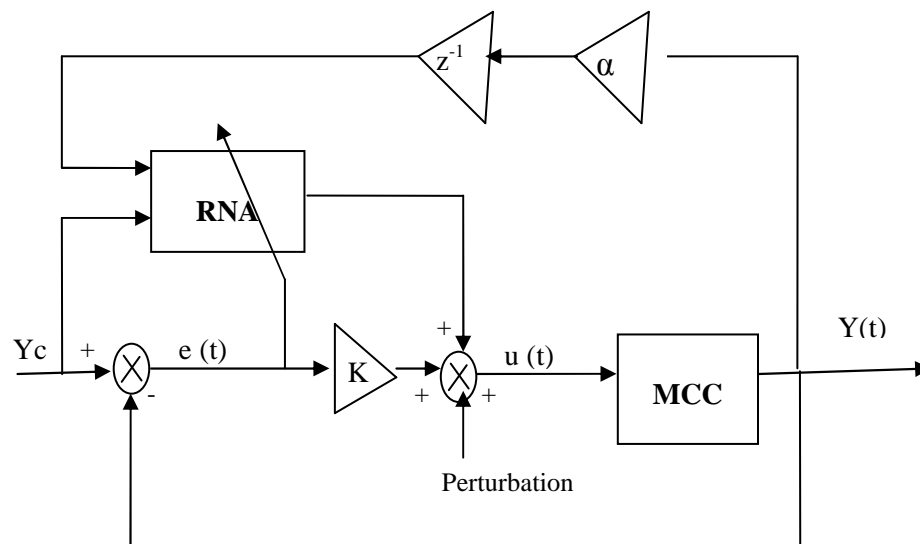 z⁻¹
α
RNA
+
Yc
+
e (t)
-
K
+
+
+
u (t)
MCC
Y(t)
Perturbation